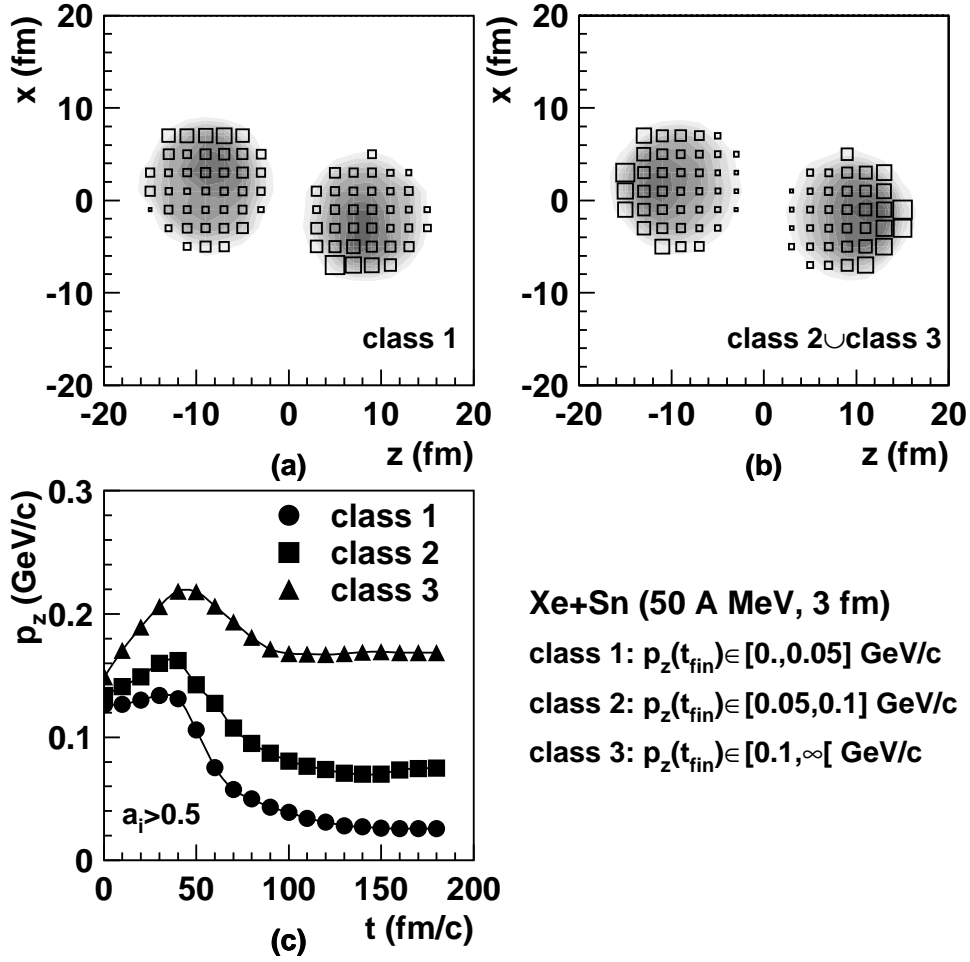 x (fm)
20
10
0
-10
-20
-20
-10
0
10
20
class 1
z (fm)
(a)
x (fm)
20
10
0
-10
-20
-20
-10
0
10
20
class 2∪class 3
z (fm)
(b)
p_z (GeV/c)
0.3
0.2
0.1
0
0
50
100
150
200
class 1
class 2
class 3
a_i>0.5
t (fm/c)
(c)
Xe+Sn (50 A MeV, 3 fm)
class 1: p_z(t_fin)∈[0.,0.05] GeV/c
class 2: p_z(t_fin)∈[0.05,0.1] GeV/c
class 3: p_z(t_fin)∈[0.1,∞[ GeV/c